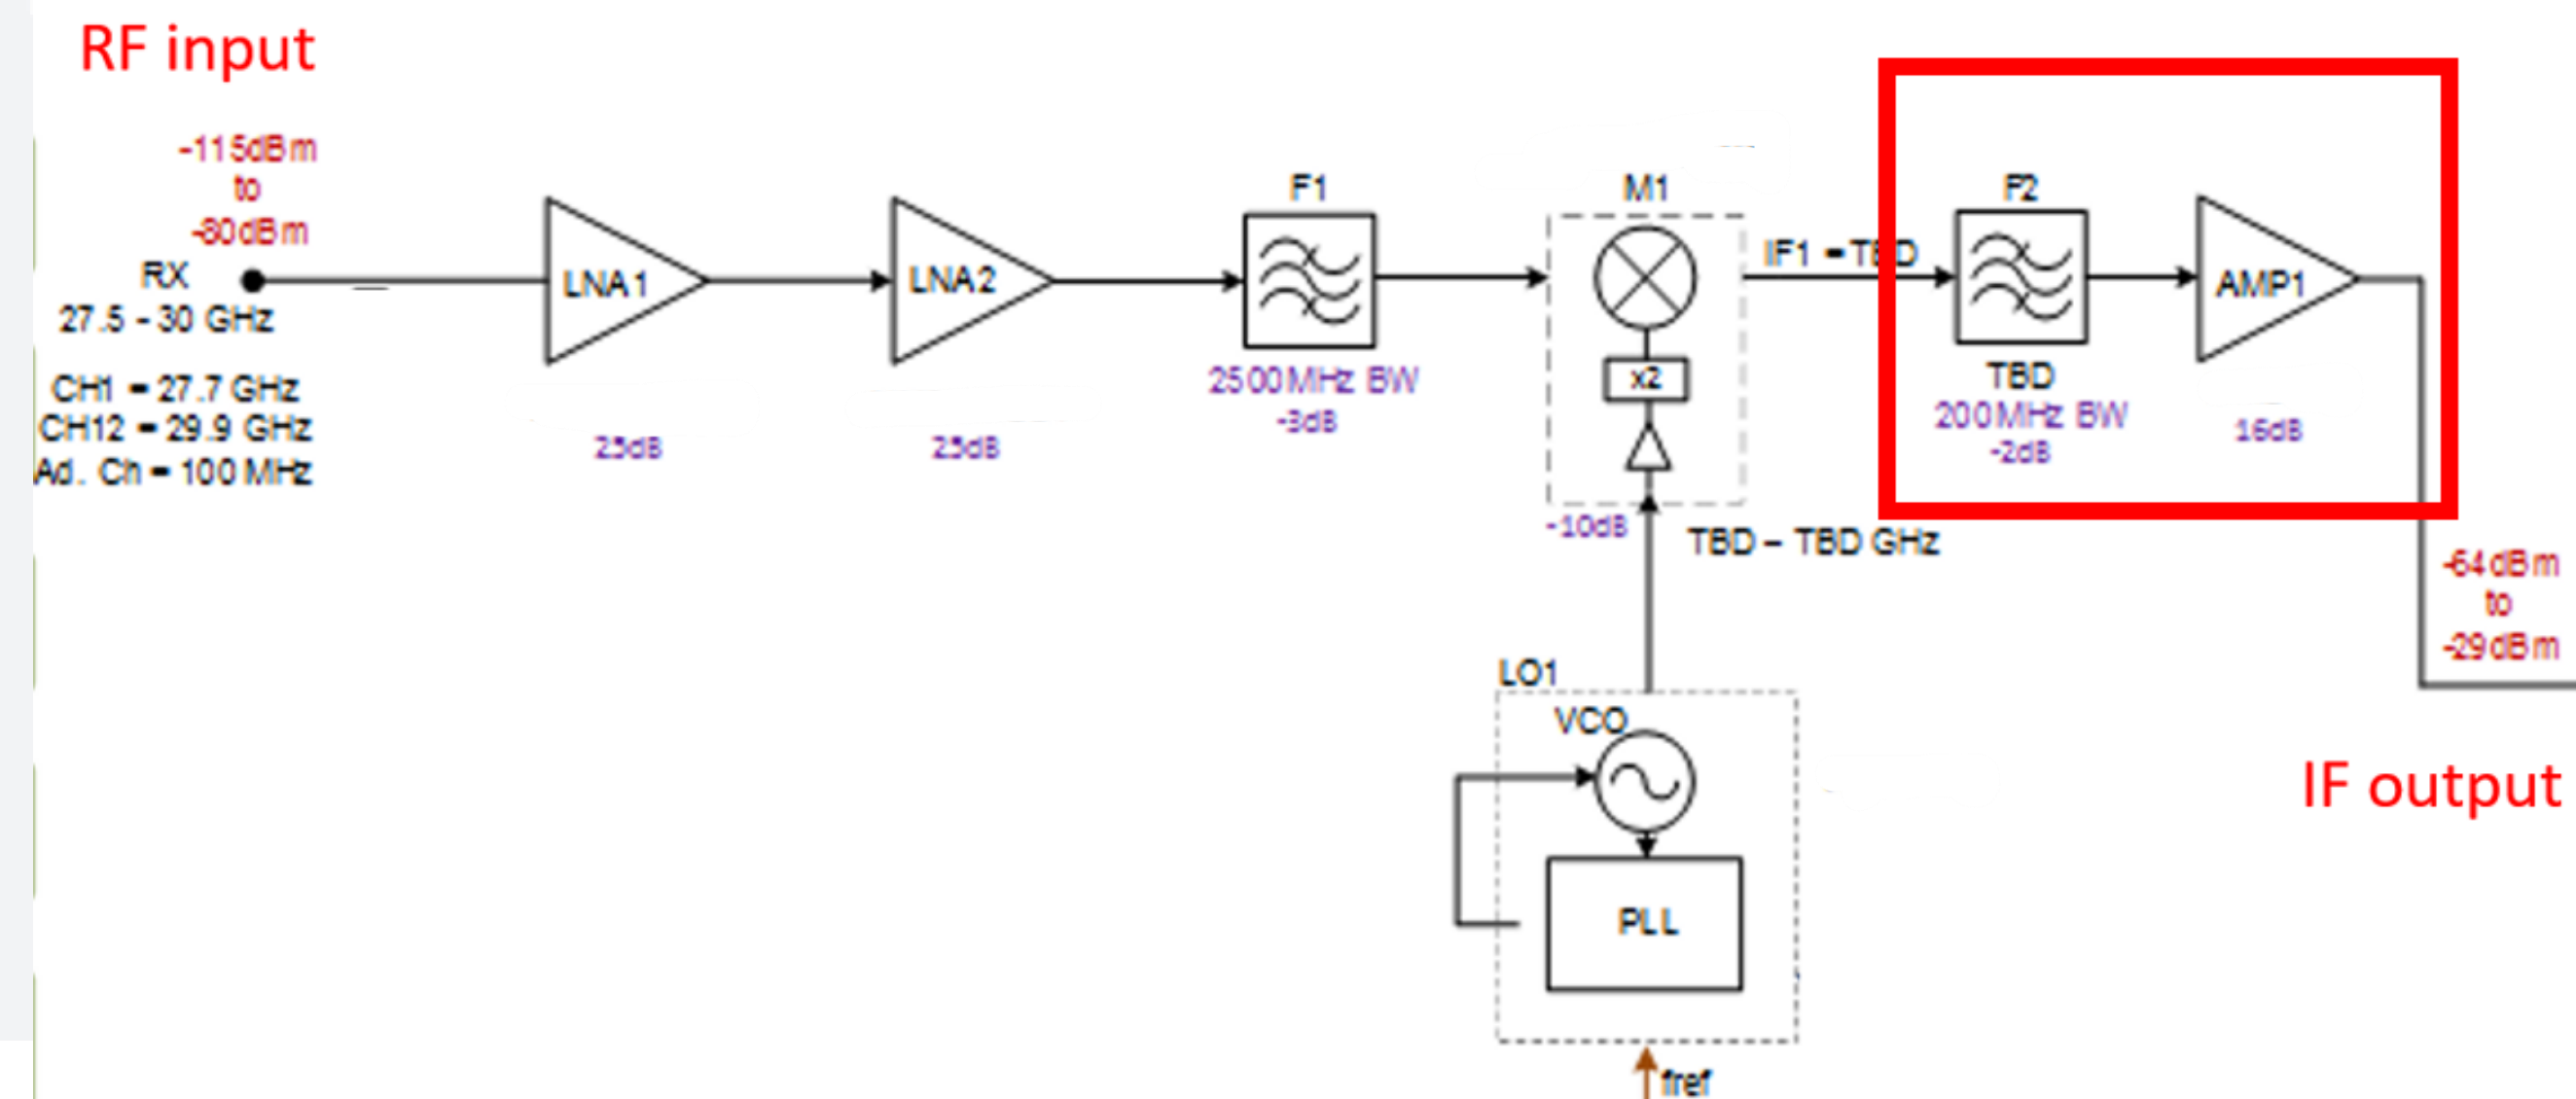 RF input
-115dBm
to
-80dBm
RX
27.5 - 30 GHz
CH1 = 27.7 GHz
CH12 = 29.9 GHz
Ad. Ch = 100 MHz
LNA1
25dB
LNA2
25dB
F1
2500MHz BW
-3dB
M1
x2
-10dB
TBD – TBD GHz
IF1 = TBD
F2
TBD
200MHz BW
-2dB
AMP1
16dB
-64dBm
to
-29dBm
IF output
LO1
VCO
PLL
fref